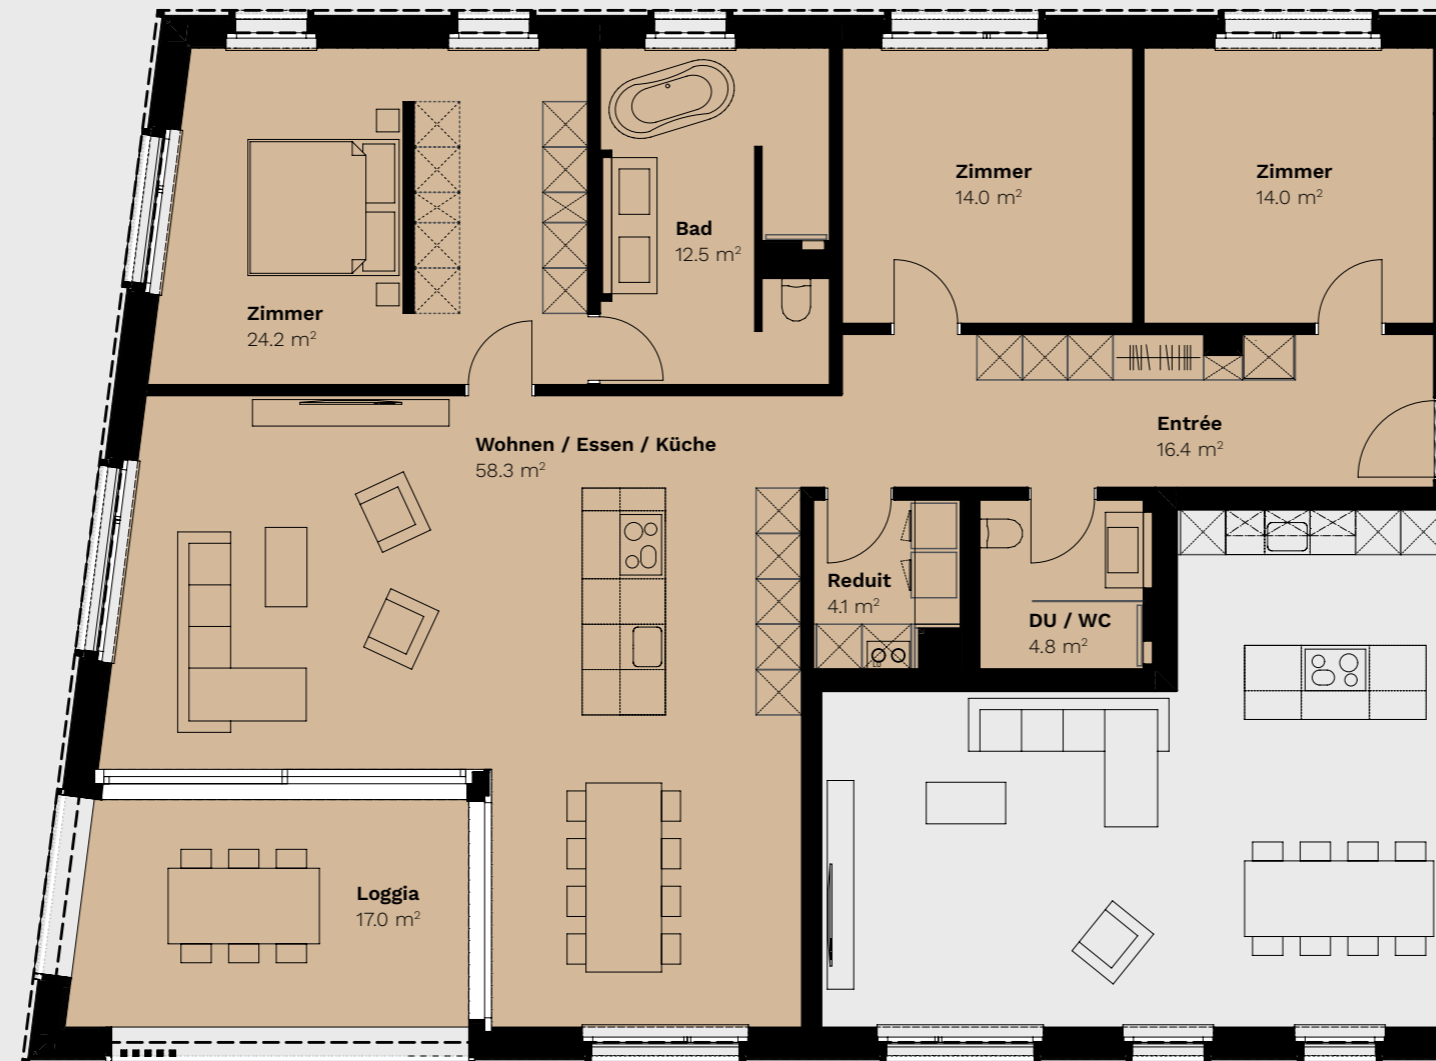 Zimmer
14.0 m²
Zimmer
14.0 m²
Bad
12.5 m²
Zimmer
24.2 m²
Wohnen / Essen / Küche
58.3 m²
Entrée
16.4 m²
Reduit
4.1 m²
DU / WC
4.8 m²
Loggia
17.0 m²